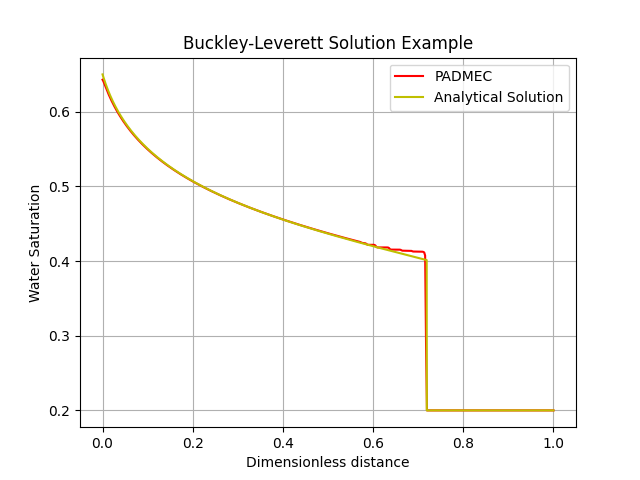 Buckley-Leverett Solution Example
PADMEC
Analytical Solution
Water Saturation
0.6
0.5
0.4
0.3
0.2
0.0 0.2 0.4 0.6 0.8 1.0
Dimensionless distance